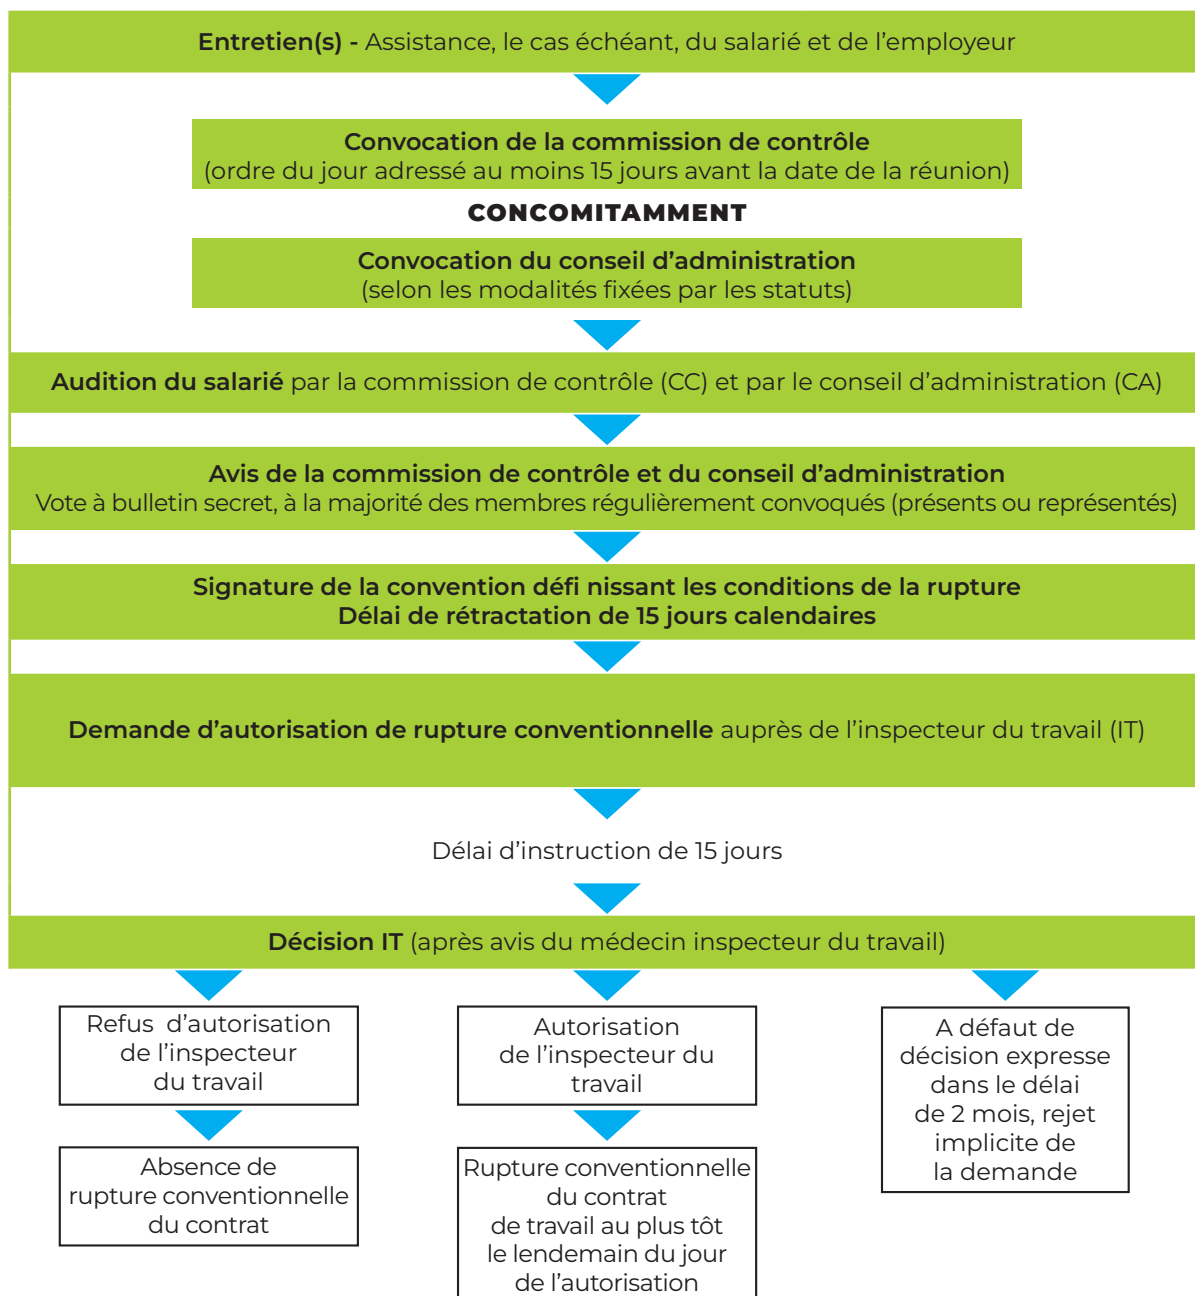 Entretien(s) - Assistance, le cas échéant, du salarié et de l’employeur
Convocation de la commission de contrôle
(ordre du jour adressé au moins 15 jours avant la date de la réunion)
CONCOMITAMMENT
Convocation du conseil d’administration
(selon les modalités fixées par les statuts)
Audition du salarié par la commission de contrôle (CC) et par le conseil d’administration (CA)
Avis de la commission de contrôle et du conseil d’administration
Vote à bulletin secret, à la majorité des membres régulièrement convoqués (présents ou représentés)
Signature de la convention défi nissant les conditions de la rupture
Délai de rétractation de 15 jours calendaires
Demande d’autorisation de rupture conventionnelle auprès de l’inspecteur du travail (IT)
Délai d’instruction de 15 jours
Décision IT (après avis du médecin inspecteur du travail)
Refus d’autorisation
de l’inspecteur
du travail
Absence de
rupture conventionnelle
du contrat
Autorisation
de l’inspecteur du
travail
Rupture conventionnelle
du contrat
de travail au plus tôt
le lendemain du jour
de l’autorisation
A défaut de
décision expresse
dans le délai
de 2 mois, rejet
implicite de
la demande